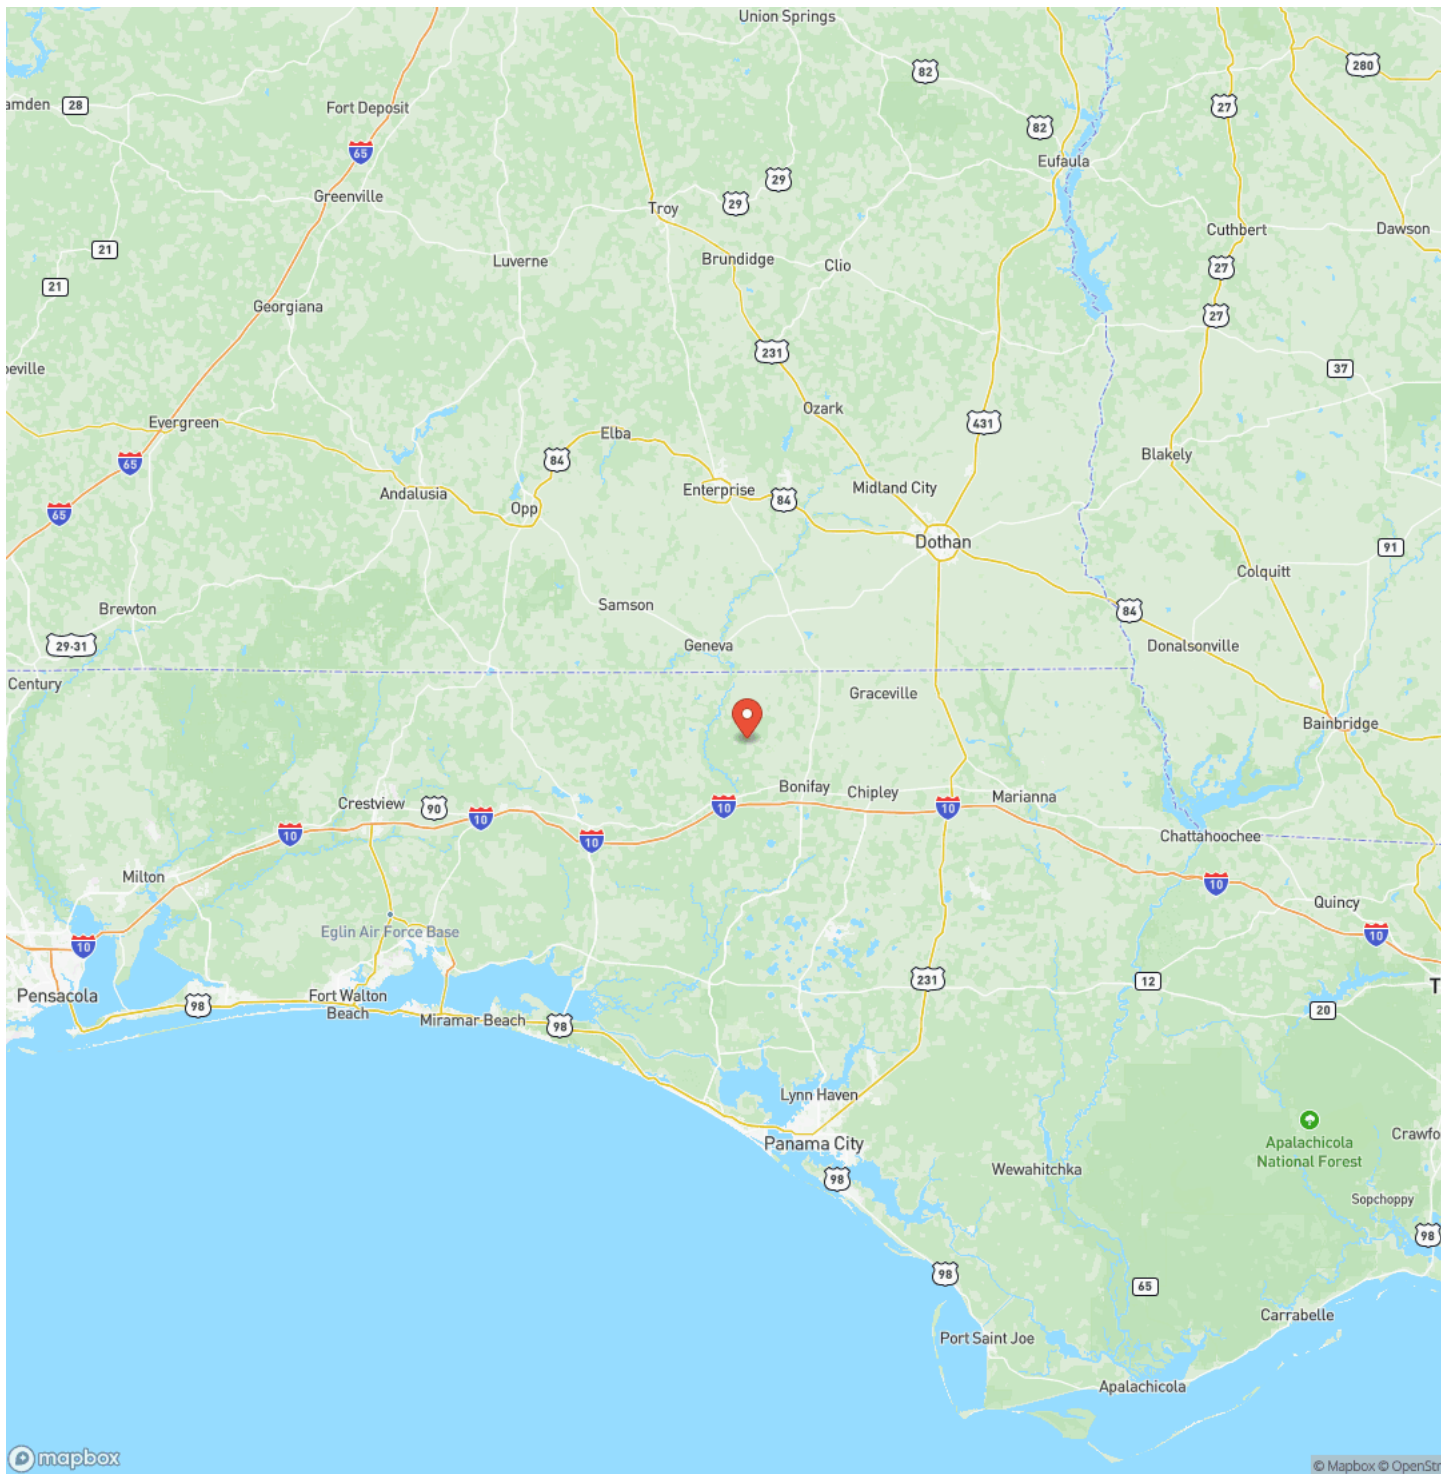 Union Springs
82
280
amden
28
Fort Deposit
27
82
65
Eufaula
29
Greenville
29
Troy
Cuthbert
Dawson
21
Luverne
Brundidge
Clio
27
21
Georgiana
27
231
peville
37
Ozark
Evergreen
Elba
431
84
Blakely
65
Andalusia
Enterprise
84
Midland City
65
Opp
Dothan
91
Colquitt
Brewton
Samson
84
29-31
Geneva
Donalsonville
Century
Graceville
Bainbridge
Bonifay
Chipley
Marianna
Crestview
90
10
10
10
10
10
Chattahoochee
Milton
10
Quincy
Eglin Air Force Base
10
10
231
12
Pensacola
98
Fort Walton
Beach
T
Miramar Beach
98
20
Lynn Haven
Panama City
Apalachicola
National Forest
Crawfo
Wewahitchka
98
Sopchoppy
98
98
65
Carrabelle
Port Saint Joe
Apalachicola
mapbox
© Mapbox © OpenStr